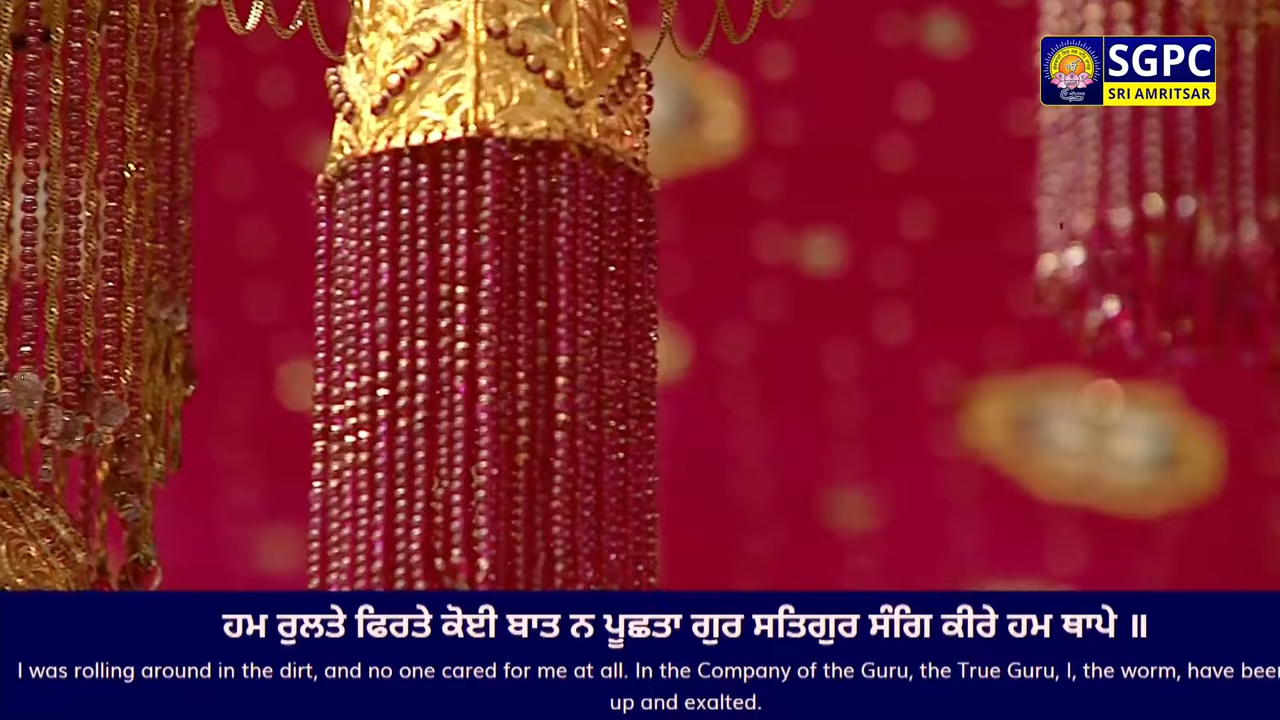 SGPC
SRI AMRITSAR
ਹਮ ਰੁਲਤੇ ਫਿਰਤੇ ਕੋਈ ਬਾਤ ਨ ਪੂਛਤਾ ਗੁਰ ਸਤਿਗੁਰ ਸੰਗਿ ਕੀਰੇ ਹਮ ਥਾਪੇ ॥
I was rolling around in the dirt, and no one cared for me at all. In the Company of the Guru, the True Guru, I, the worm, have been
up and exalted.